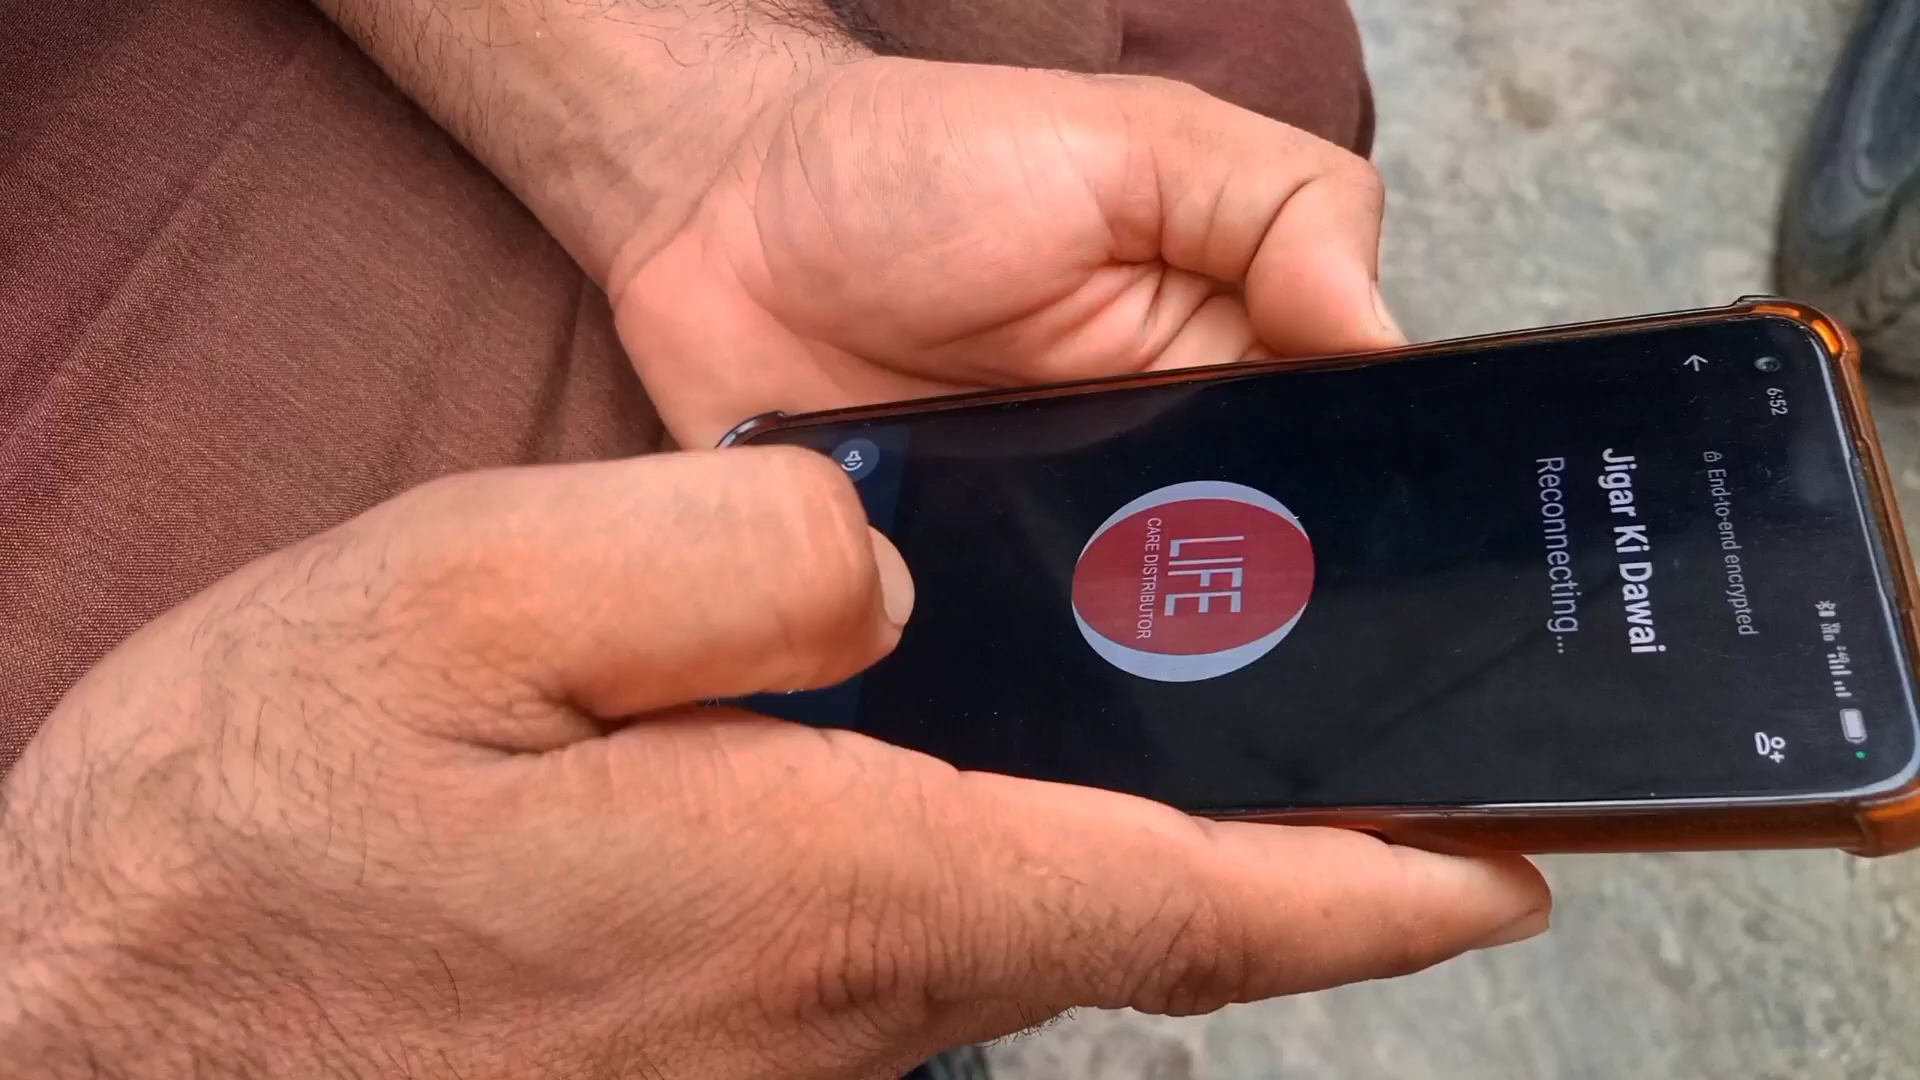 6:52
End-to-end encrypted
Jigar Ki Dawai
Reconnecting...
LIFE
CARE DISTRIBUTOR